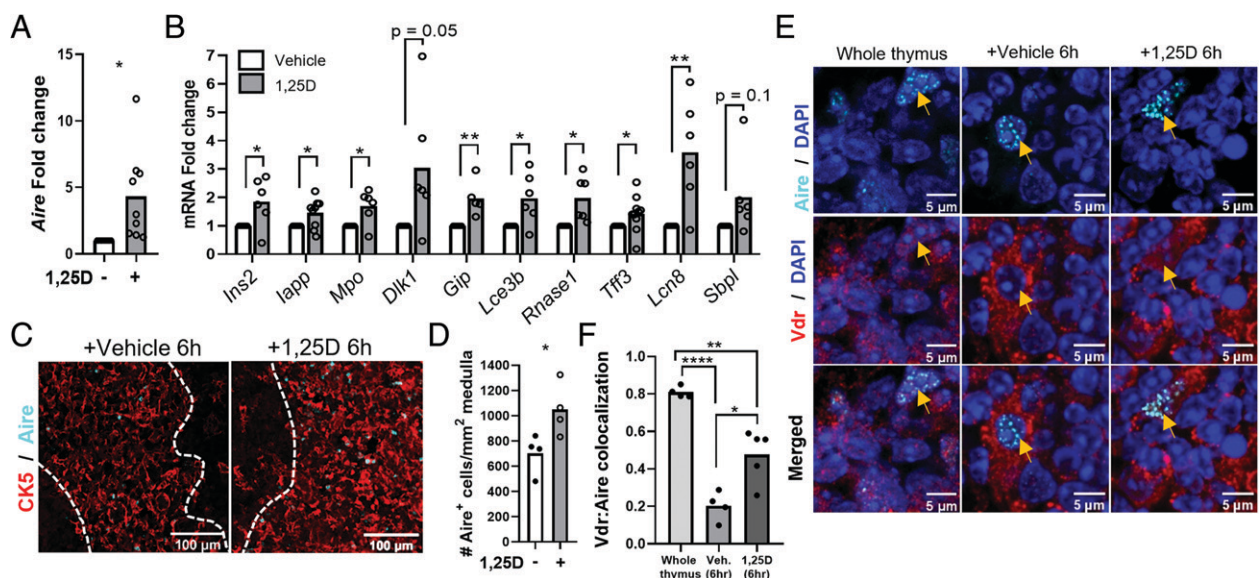 A
*
Aire Fold change
15
10
5
0
1,25D - +
B
mRNA Fold change
7
6
5
4
3
2
1
0
Vehicle
1,25D
* * * p = 0.05 ** * * * ** p = 0.1
Ins2 Iapp Mpo Dlk1 Gip Lce3b Rnase1 Tff3 Lcn8 Sbpl
C
+Vehicle 6h +1,25D 6h
CK5 / Aire
100 µm 100 µm
D
*
# Aire+ cells/mm² medulla
1400
1200
1000
800
600
400
200
0
1,25D - +
F
Vdr:Aire colocalization
1.0
0.8
0.6
0.4
0.2
0.0
**
****
*
Whole thymus
Veh. (6hr)
1,25D (6hr)
E
Whole thymus +Vehicle 6h +1,25D 6h
Aire / DAPI
5 µm 5 µm 5 µm
Vdr / DAPI
5 µm 5 µm 5 µm
Merged
5 µm 5 µm 5 µm